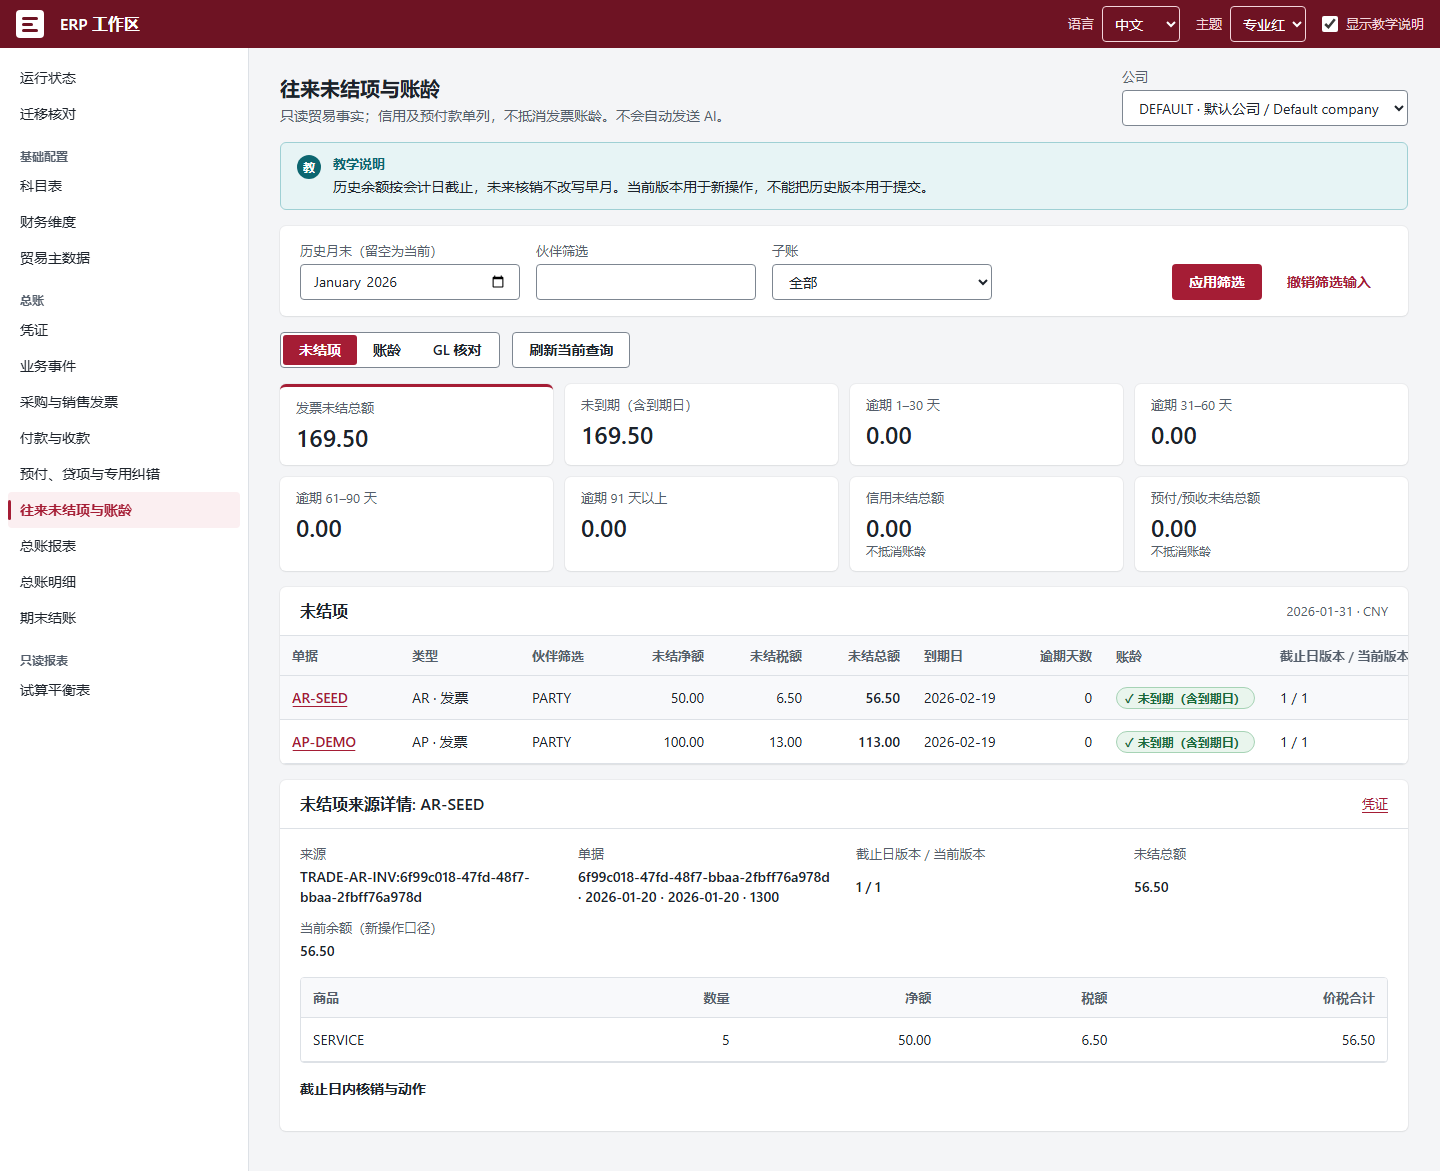 ERP 工作区
语言 中文 主题 专业红 显示教学说明
运行状态
迁移核对
基础配置
科目表
财务维度
贸易主数据
总账
凭证
业务事件
采购与销售发票
付款与收款
预付、贷项与专用纠错
往来未结项与账龄
总账报表
总账明细
期末结账
只读报表
试算平衡表
往来未结项与账龄
只读贸易事实；信用及预付款单列，不抵消发票账龄。不会自动发送 AI。
公司
DEFAULT · 默认公司 / Default company
教 教学说明
历史余额按会计日截止，未来核销不改写早月。当前版本用于新操作，不能把历史版本用于提交。
历史月末（留空为当前） 伙伴筛选 子账
January 2026 全部 应用筛选 撤销筛选输入
未结项 账龄 GL 核对 刷新当前查询
发票未结总额 未到期（含到期日） 逾期 1–30 天 逾期 31–60 天
169.50 169.50 0.00 0.00
逾期 61–90 天 逾期 91 天以上 信用未结总额 预付/预收未结总额
0.00 0.00 0.00 0.00
不抵消账龄 不抵消账龄
未结项 2026-01-31 · CNY
单据 类型 伙伴筛选 未结净额 未结税额 未结总额 到期日 逾期天数 账龄 截止日版本 / 当前版本
AR-SEED AR · 发票 PARTY 50.00 6.50 56.50 2026-02-19 0 ✓ 未到期（含到期日） 1 / 1
AP-DEMO AP · 发票 PARTY 100.00 13.00 113.00 2026-02-19 0 ✓ 未到期（含到期日） 1 / 1
未结项来源详情: AR-SEED 凭证
来源 单据 截止日版本 / 当前版本 未结总额
TRADE-AR-INV:6f99c018-47fd-48f7- 6f99c018-47fd-48f7-bbaa-2fbff76a978d 1 / 1 56.50
bbaa-2fbff76a978d · 2026-01-20 · 2026-01-20 · 1300
当前余额（新操作口径）
56.50
商品 数量 净额 税额 价税合计
SERVICE 5 50.00 6.50 56.50
截止日内核销与动作